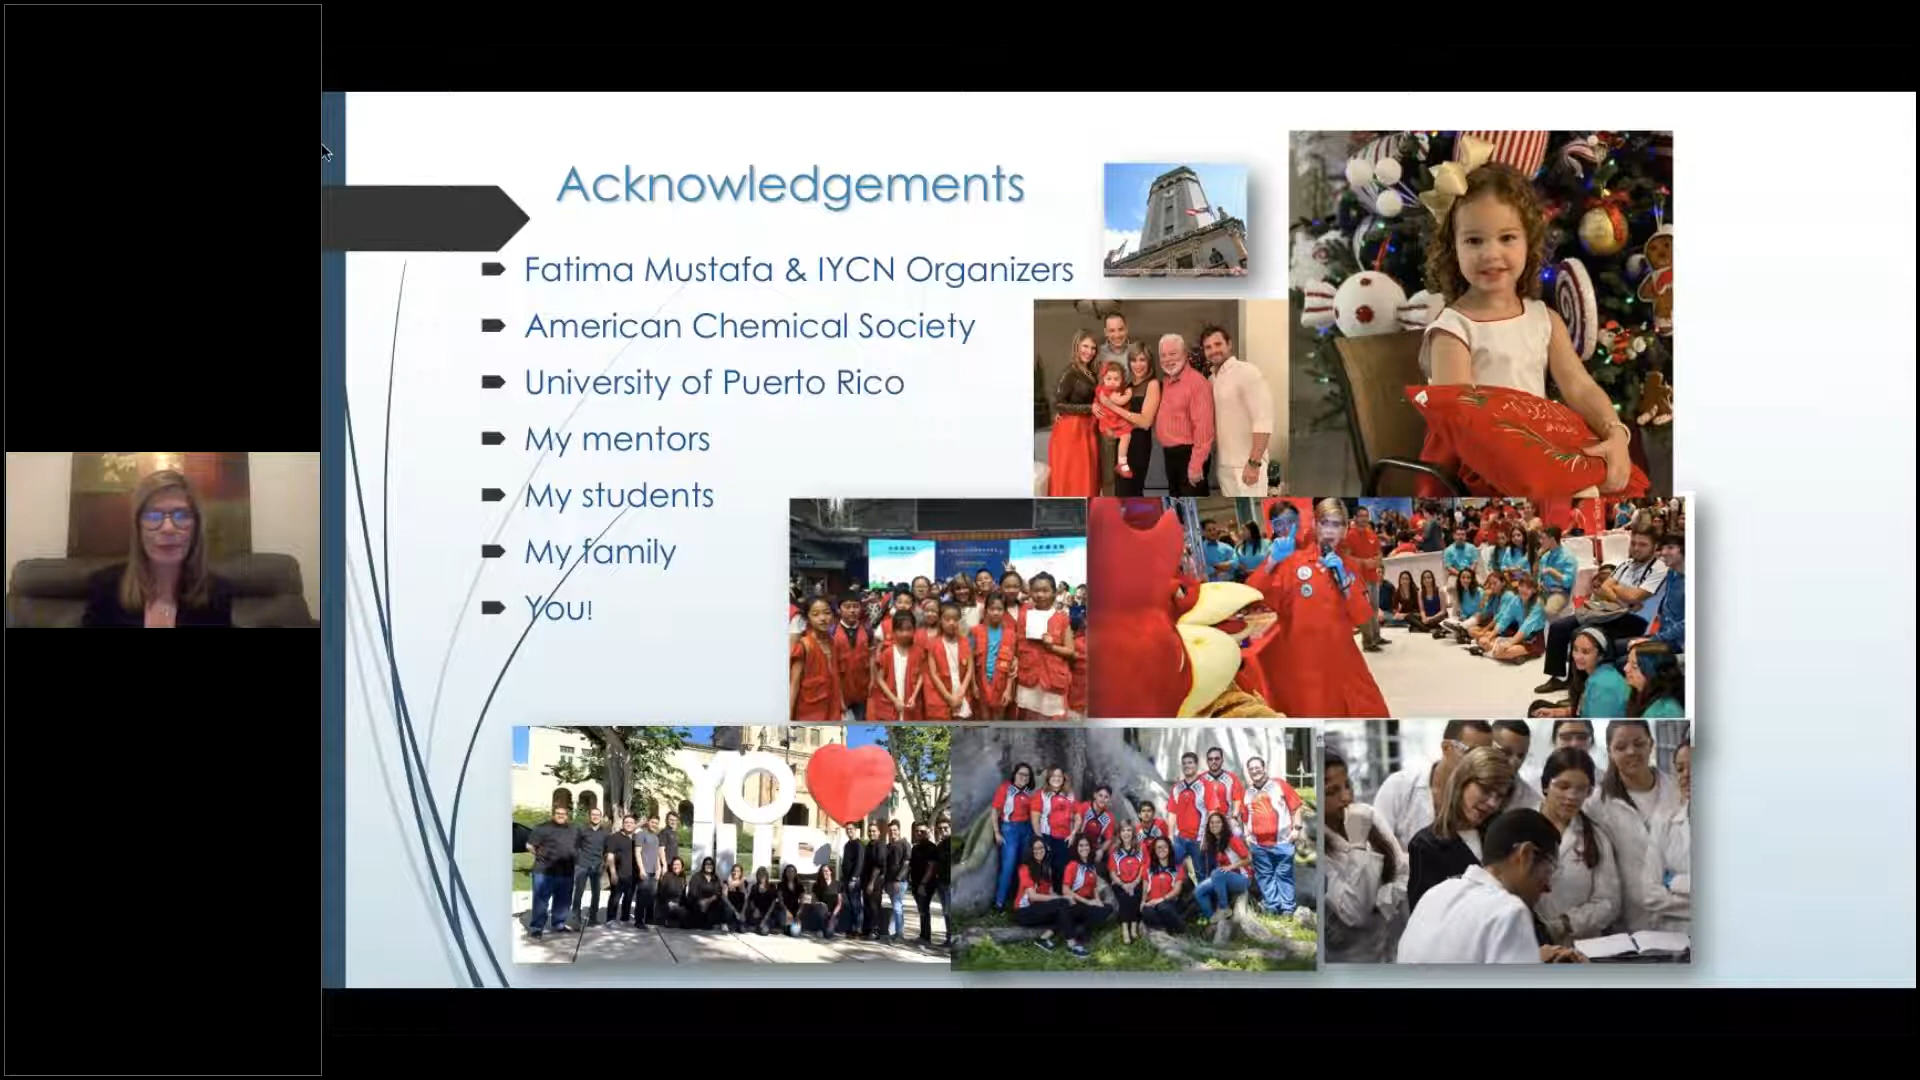 Acknowledgements
Fatima Mustafa & IYCN Organizers
American Chemical Society
University of Puerto Rico
My mentors
My students
My family
You!
YO